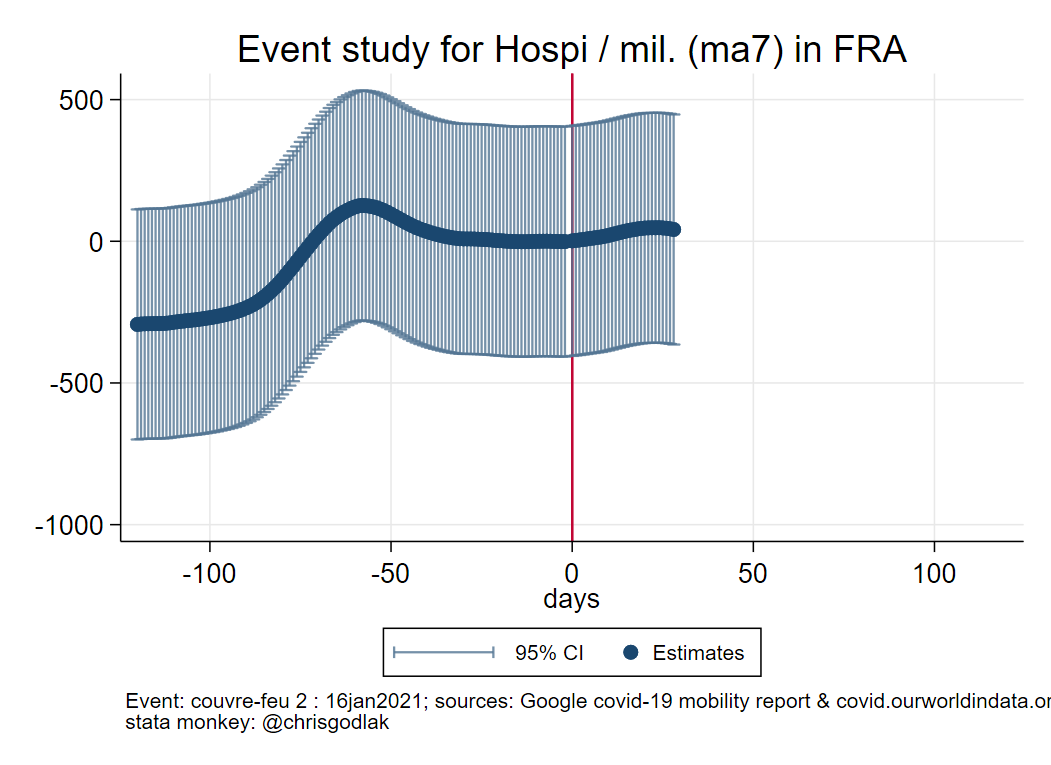 Event study for Hospi / mil. (ma7) in FRA
500
0
-500
-1000
-100 -50 0 50 100
days
95% CI Estimates
Event: couvre-feu 2 : 16jan2021; sources: Google covid-19 mobility report & covid.ourworldindata.or
stata monkey: @chrisgodlak